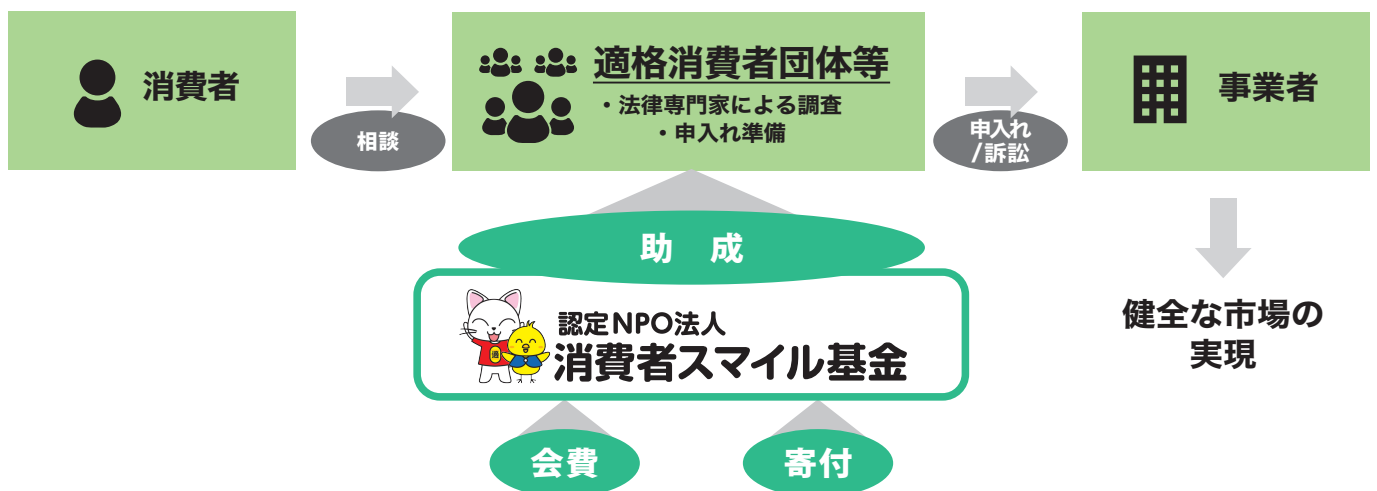 消費者
相談
適格消費者団体等
・法律専門家による調査
・申入れ準備
申入れ
/訴訟
事業者
健全な市場の
実現
助 成
認定NPO法人
適
消費者スマイル基金
会費
寄付